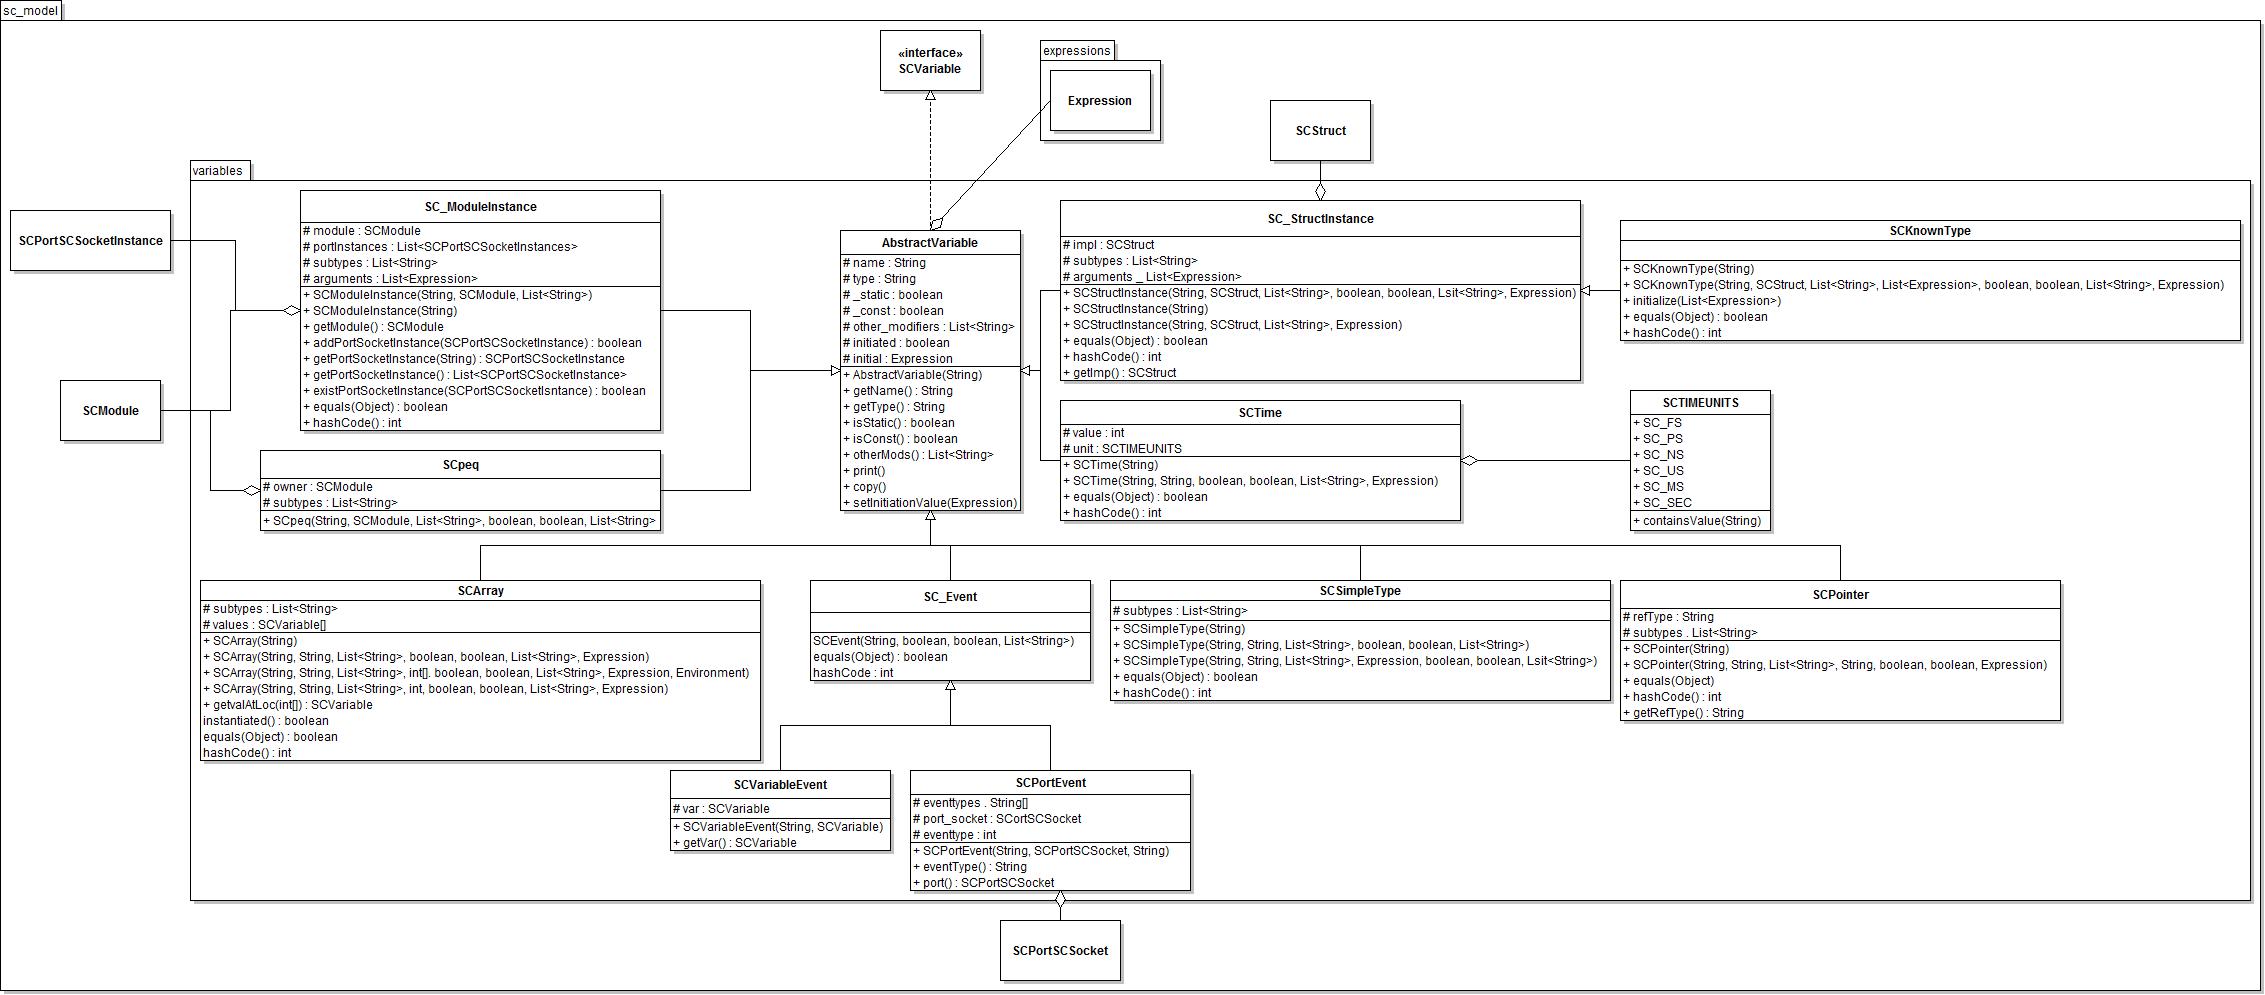 sc_model
«interface»
SCVariable
expressions
Expression
SCStruct
variables
SCPortSCSocketInstance
SCModule
SC_ModuleInstance
# module : SCModule
# portInstances : List<SCPortSCSocketInstances>
# subtypes : List<String>
# arguments : List<Expression>
+ SCModuleInstance(String, SCModule, List<String>)
+ SCModuleInstance(String)
+ getModule() : SCModule
+ addPortSocketInstance(SCPortSCSocketInstance) : boolean
+ getPortSocketInstance(String) : SCPortSCSocketInstance
+ getPortSocketInstance() : List<SCPortSCSocketInstance>
+ existPortSocketInstance(SCPortSCSocketIsntance) : boolean
+ equals(Object) : boolean
+ hashCode() : int
SCpeq
# owner : SCModule
# subtypes : List<String>
+ SCpeq(String, SCModule, List<String>, boolean, boolean, List<String>
AbstractVariable
# name : String
# type : String
# _static : boolean
# _const : boolean
# other_modifiers : List<String>
# initiated : boolean
# initial : Expression
+ AbstractVariable(String)
+ getName() : String
+ getType() : String
+ isStatic() : boolean
+ isConst() : boolean
+ otherMods() : List<String>
+ print()
+ copy()
+ setInitiationValue(Expression)
SC_StructInstance
# impl : SCStruct
# subtypes : List<String>
# arguments _ List<Expression>
+ SCStructInstance(String, SCStruct, List<String>, boolean, boolean, Lsit<String>, Expression)
+ SCStructInstance(String)
+ SCStructInstance(String, SCStruct, List<String>, Expression)
+ equals(Object) : boolean
+ hashCode() : int
+ getImp() : SCStruct
SCKnownType
+ SCKnownType(String)
+ SCKnownType(String, SCStruct, List<String>, List<Expression>, boolean, boolean, List<String>, Expression)
+ initialize(List<Expression>)
+ equals(Object) : boolean
+ hashCode() : int
SCTime
# value : int
# unit : SCTIMEUNITS
+ SCTime(String)
+ SCTime(String, String, boolean, boolean, List<String>, Expression)
+ equals(Object) : boolean
+ hashCode() : int
SCTIMEUNITS
+ SC_FS
+ SC_PS
+ SC_NS
+ SC_US
+ SC_MS
+ SC_SEC
+ containsValue(String)
SCArray
# subtypes : List<String>
# values : SCVariable[]
+ SCArray(String)
+ SCArray(String, String, List<String>, boolean, boolean, List<String>, Expression)
+ SCArray(String, String, List<String>, int[]. boolean, boolean, List<String>, Expression, Environment)
+ SCArray(String, String, List<String>, int, boolean, boolean, List<String>, Expression)
+ getvalAtLoc(int[]) : SCVariable
instantiated() : boolean
equals(Object) : boolean
hashCode() : int
SC_Event
SCEvent(String, boolean, boolean, List<String>)
equals(Object) : boolean
hashCode : int
SCSimpleType
# subtypes : List<String>
+ SCSimpleType(String)
+ SCSimpleType(String, String, List<String>, boolean, boolean, List<String>)
+ SCSimpleType(String, String, List<String>, Expression, boolean, boolean, Lsit<String>)
+ equals(Object) : boolean
+ hashCode() : int
SCPointer
# refType : String
# subtypes . List<String>
+ SCPointer(String)
+ SCPointer(String, String, List<String>, String, boolean, boolean, Expression)
+ equals(Object)
+ hashCode() : int
+ getRefType() : String
SCVariableEvent
# var : SCVariable
+ SCVariableEvent(String, SCVariable)
+ getVar() : SCVariable
SCPortEvent
# eventtypes . String[]
# port_socket : SCortSCSocket
# eventtype : int
+ SCPortEvent(String, SCPortSCSocket, String)
+ eventType() : String
+ port() : SCPortSCSocket
SCPortSCSocket